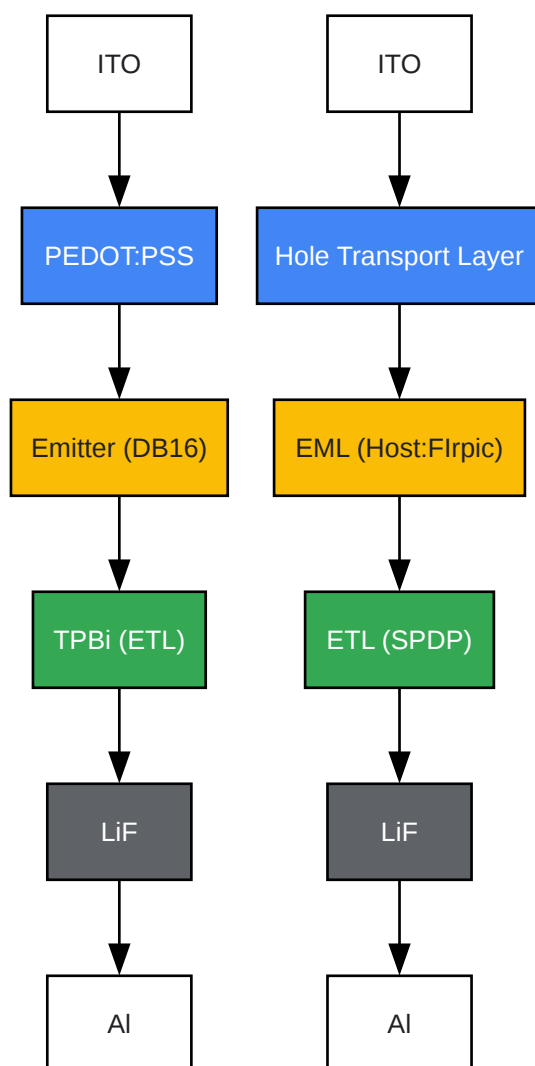 ITO
PEDOT:PSS
Emitter (DB16)
TPBi (ETL)
LiF
Al
ITO
Hole Transport Layer
EML (Host:FIrpic)
ETL (SPDP)
LiF
Al